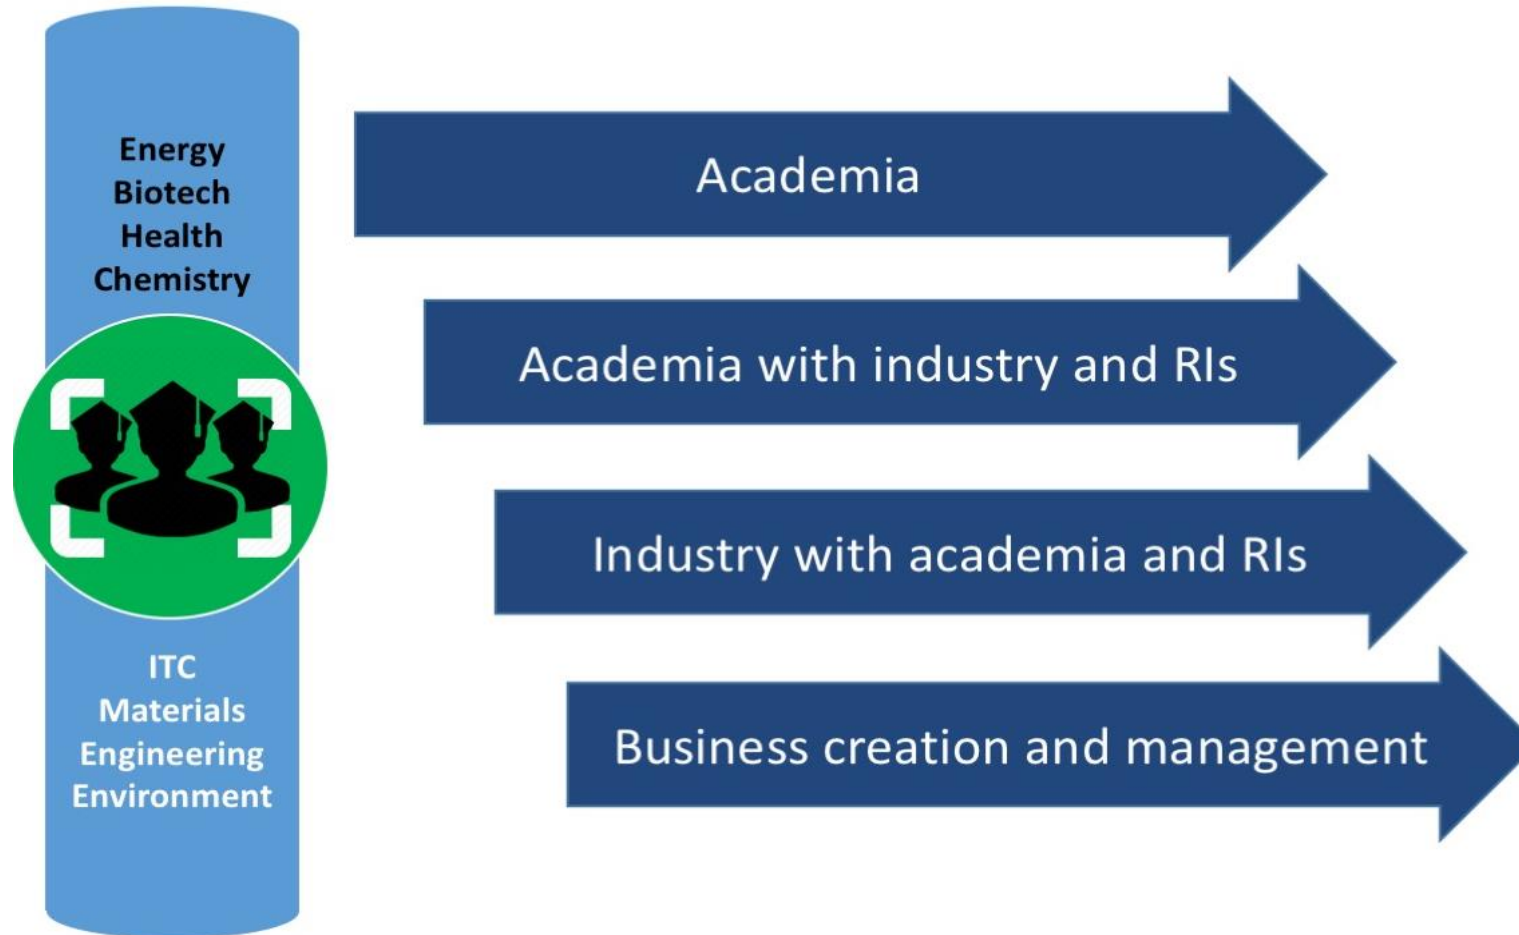 Energy
Biotech
Health
Chemistry
ITC
Materials
Engineering
Environment
Academia
Academia with industry and RIs
Industry with academia and RIs
Business creation and management